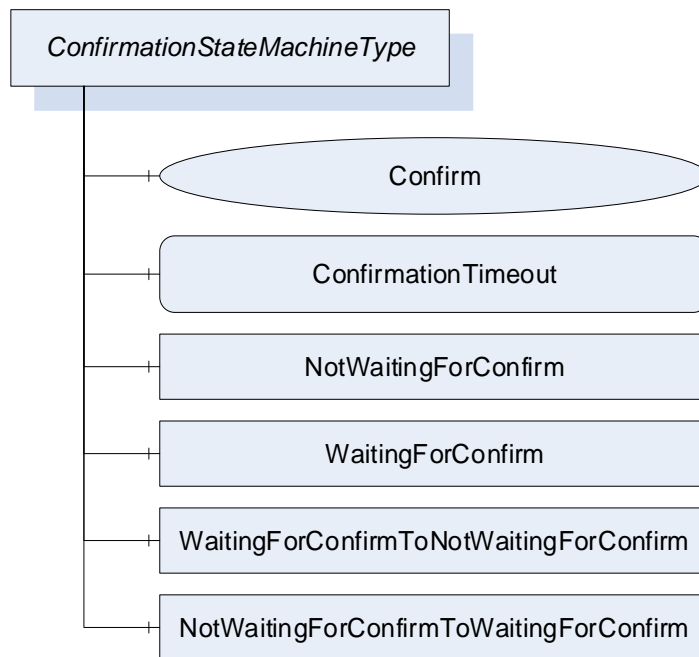 ConfirmationStateMachineType
Confirm
ConfirmationTimeout
NotWaitingForConfirm
WaitingForConfirm
WaitingForConfirmToNotWaitingForConfirm
NotWaitingForConfirmToWaitingForConfirm